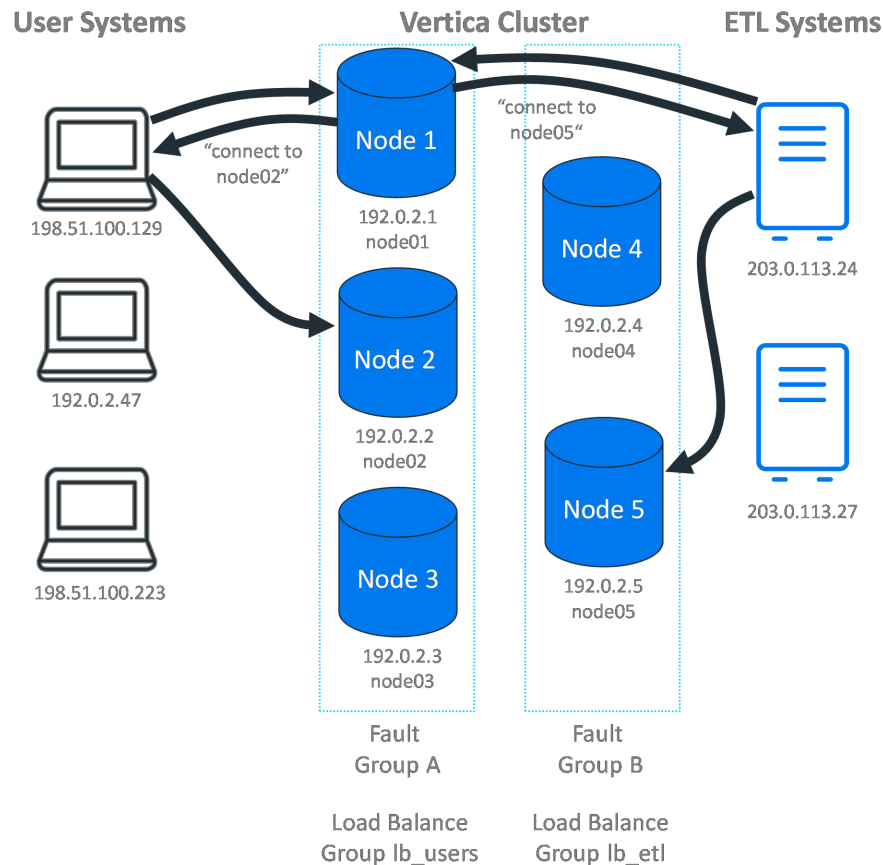 User Systems
Vertica Cluster
ETL Systems
Node 1
“connect to
node02”
“connect to
node05“
198.51.100.129
192.0.2.1
node01
Node 4
203.0.113.24
192.0.2.4
node04
Node 2
192.0.2.47
192.0.2.2
node02
Node 5
203.0.113.27
198.51.100.223
Node 3
192.0.2.5
node05
192.0.2.3
node03
Fault
Group A
Fault
Group B
Load Balance
Group lb_users
Load Balance
Group lb_etl